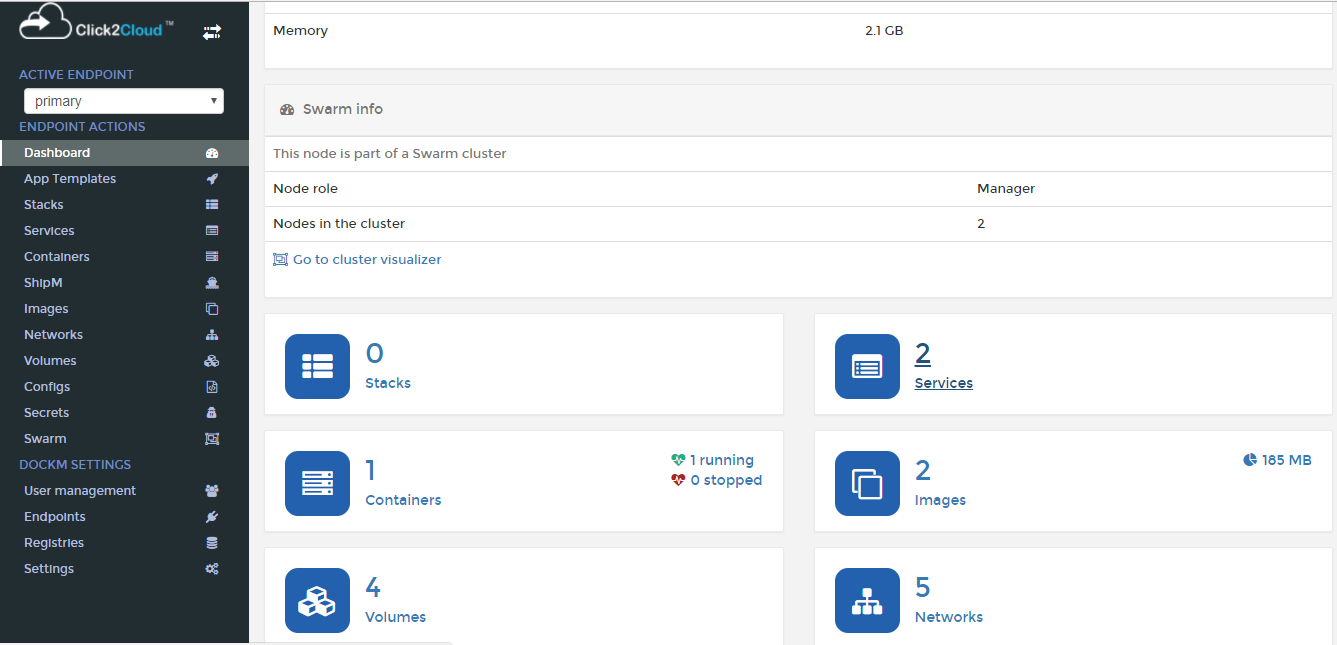 Click2Cloud™
ACTIVE ENDPOINT
primary
ENDPOINT ACTIONS
Dashboard
App Templates
Stacks
Services
Containers
ShipM
Images
Networks
Volumes
Configs
Secrets
Swarm
DOCKM SETTINGS
User management
Endpoints
Registries
Settings
Memory 2.1 GB
Swarm info
This node is part of a Swarm cluster
Node role Manager
Nodes in the cluster 2
Go to cluster visualizer
0
Stacks
2
Services
1
Containers
1 running
0 stopped
2
Images
185 MB
4
Volumes
5
Networks